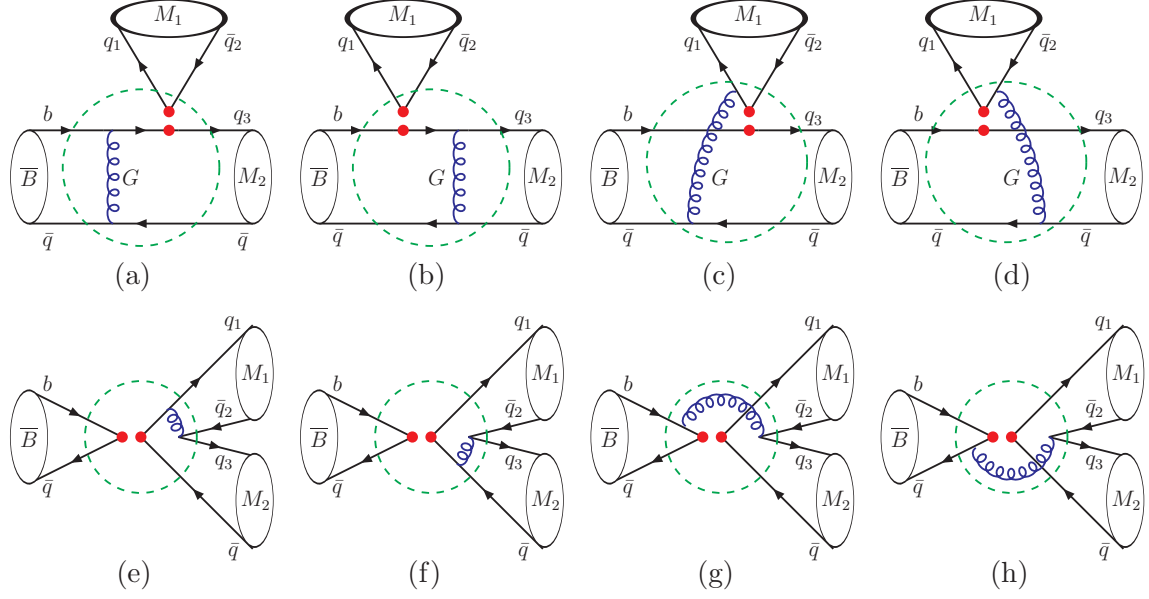 M₁ M₁ M₁ M₁
q₁ q̄₂ q₁ q̄₂ q₁ q̄₂ q₁ q̄₂
b q₃ b q₃ b q₃ b q₃
B̅ G M₂ B̅ G M₂ B̅ G M₂ B̅ G M₂
q̄ q̄ q̄ q̄ q̄ q̄ q̄ q̄
(a) (b) (c) (d)
q₁ q₁ q₁ q₁
b M₁ b M₁ b M₁ b M₁
q̄₂ q̄₂ q̄₂ q̄₂
B̅ B̅ B̅ B̅
q₃ q₃ q₃ q₃
q̄ M₂ q̄ M₂ q̄ M₂ q̄ M₂
q̄ q̄ q̄ q̄
(e) (f) (g) (h)